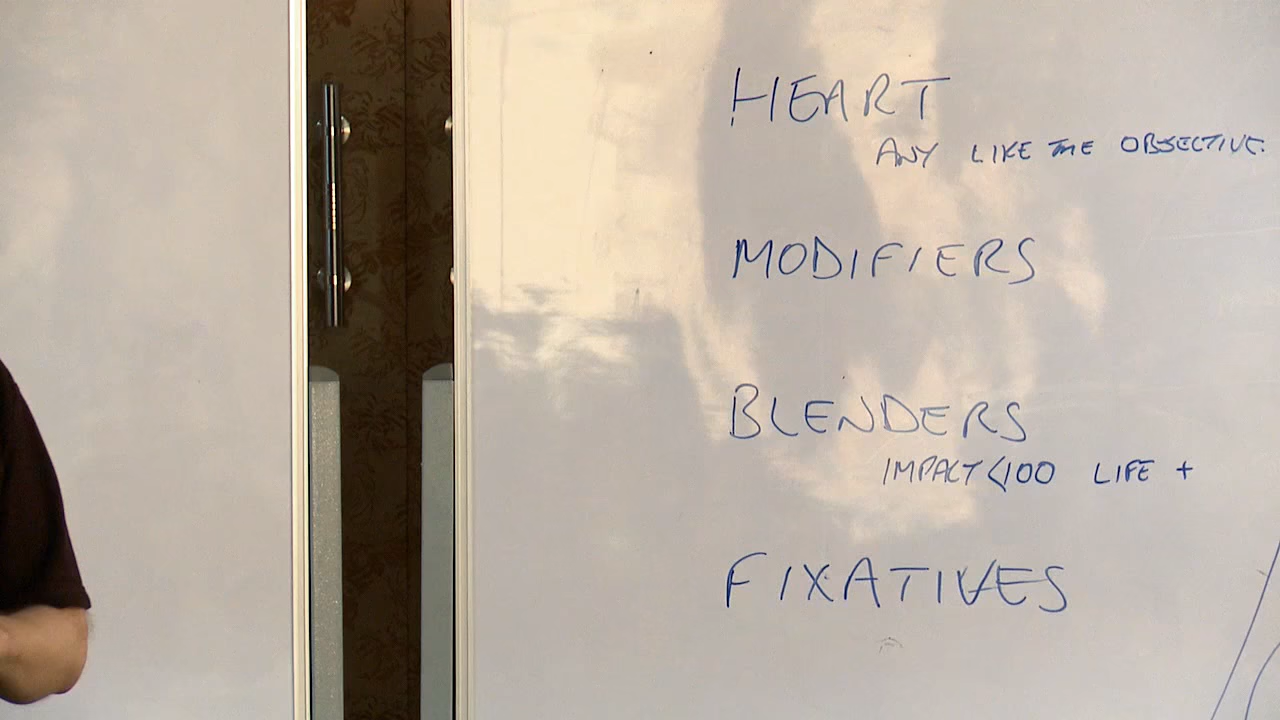 HEART
ANY LIKE THE OBJECTIVE.
MODIFIERS
BLENDERS
IMPACT<100 LIFE +
FIXATIVES